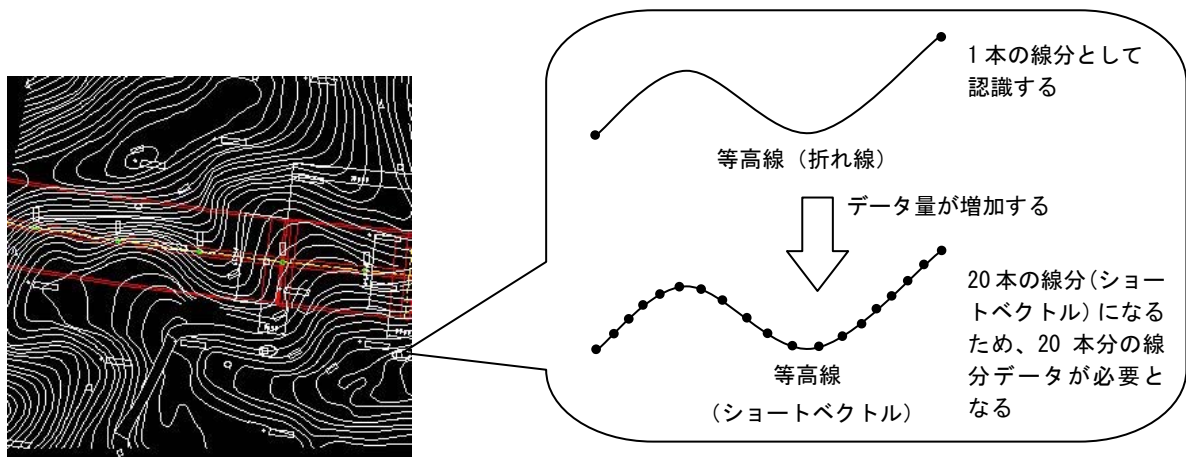 1本の線分として
認識する
等高線（折れ線）
データ量が増加する
20本の線分（ショー
トベクトル）になる
ため、20 本分の線
分データが必要と
なる
等高線
（ショートベクトル）